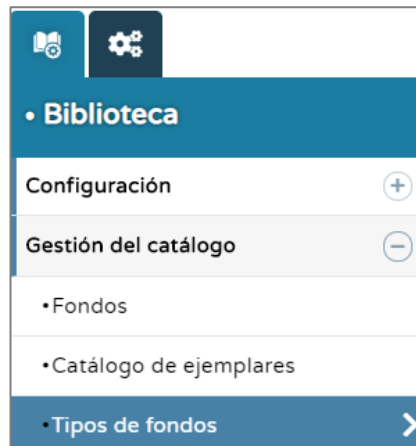 • Biblioteca
Configuración
Gestión del catálogo
•Fondos
•Catálogo de ejemplares
•Tipos de fondos